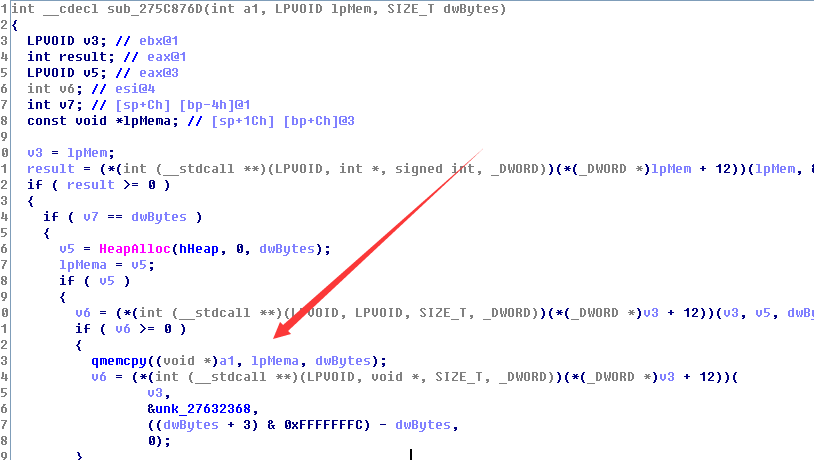 1 int __cdecl sub_275C876D(int a1, LPVOID lpMem, SIZE_T dwBytes)
2 {
3 LPVOID v3; // ebx@1
4 int result; // eax@1
5 LPVOID v5; // eax@3
6 int v6; // esi@4
7 int v7; // [sp+Ch] [bp-4h]@1
8 const void *lpMema; // [sp+1Ch] [bp+Ch]@3
9
0 v3 = lpMem;
1 result = (*(int (__stdcall **)(LPVOID, int *, signed int, _DWORD))(*(_DWORD *)lpMem + 12))(lpMem,
2 if ( result >= 0 )
3 {
4 if ( v7 == dwBytes )
5 {
6 v5 = HeapAlloc(hHeap, 0, dwBytes);
7 lpMema = v5;
8 if ( v5 )
9 {
0 v6 = (*(int (__stdcall **)(LPVOID, LPVOID, SIZE_T, _DWORD))(*(_DWORD *)v3 + 12))(v3, v5, dwBy
1 if ( v6 >= 0 )
2 {
3 qmemcpy((void *)a1, lpMema, dwBytes);
4 v6 = (*(int (__stdcall **)(LPVOID, void *, SIZE_T, _DWORD))(*(_DWORD *)v3 + 12))(
5 v3,
6 &unk_27632368,
7 ((dwBytes + 3) & 0xFFFFFFFC) - dwBytes,
8 0);
9 }